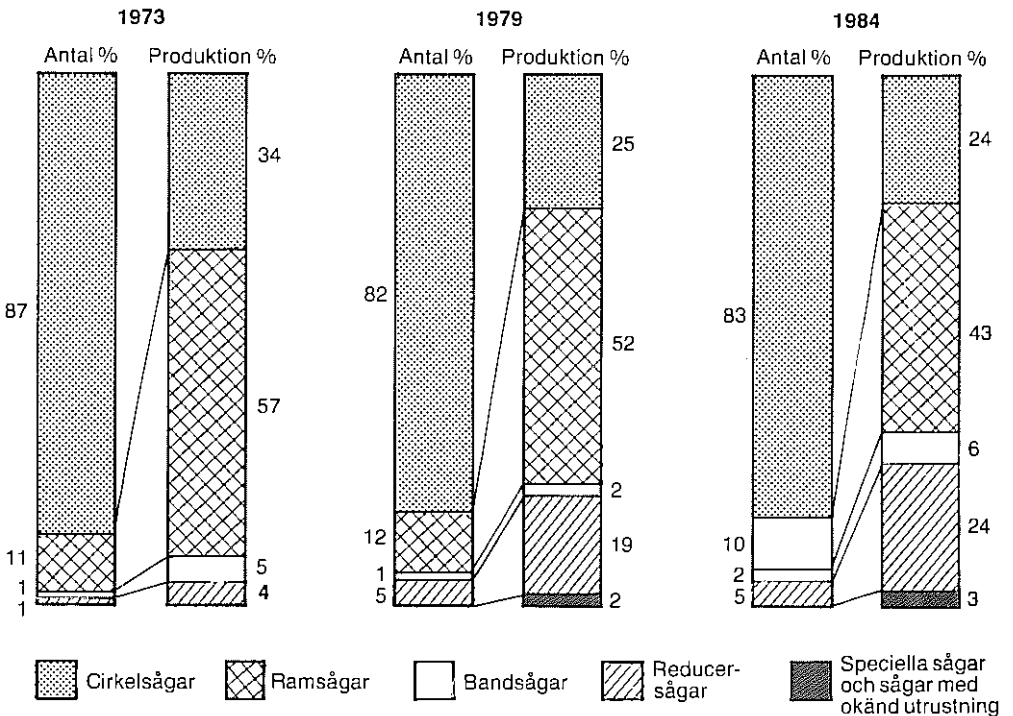 1973
Antal % Produktion %
87
11
1
1
34
57
5
4
1979
Antal % Produktion %
82
12
1
5
25
52
2
19
2
1984
Antal % Produktion %
83
10
2
5
24
43
6
24
3
Cirkelsågar
Ramsågar
Bandsågar
Reducer-
sågar
Speciella sågar
och sågar med
okänd utrustning